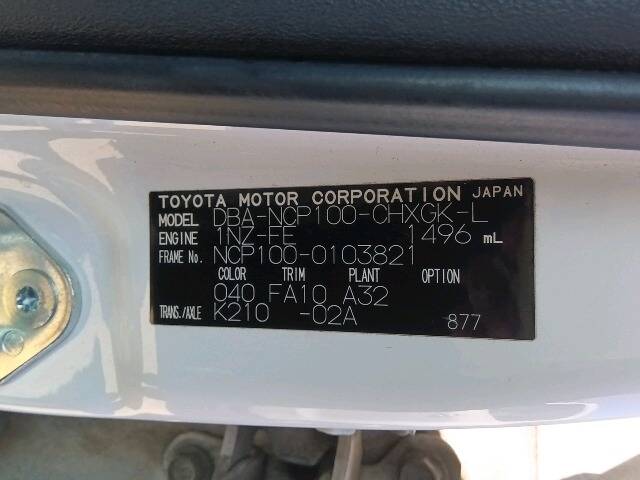 TOYOTA MOTOR CORPORATION JAPAN
MODEL DBA-NCP100-CHXGK-L
ENGINE 1NZ-FE 1496 mL
FRAME No. NCP100-0103821
COLOR TRIM PLANT OPTION
040 FA10 A32
TRANS./AXLE K210 -02A 877